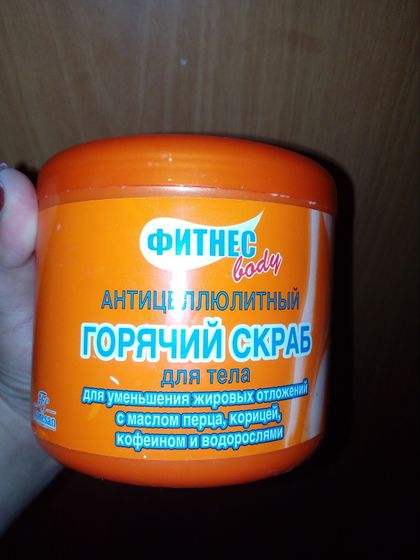 ФИТНЕС
body
АНТИЦЕЛЛЮЛИТНЫЙ
ГОРЯЧИЙ СКРАБ
для тела
для уменьшения жировых отложений
с маслом перца, корицей,
кофеином и водорослями